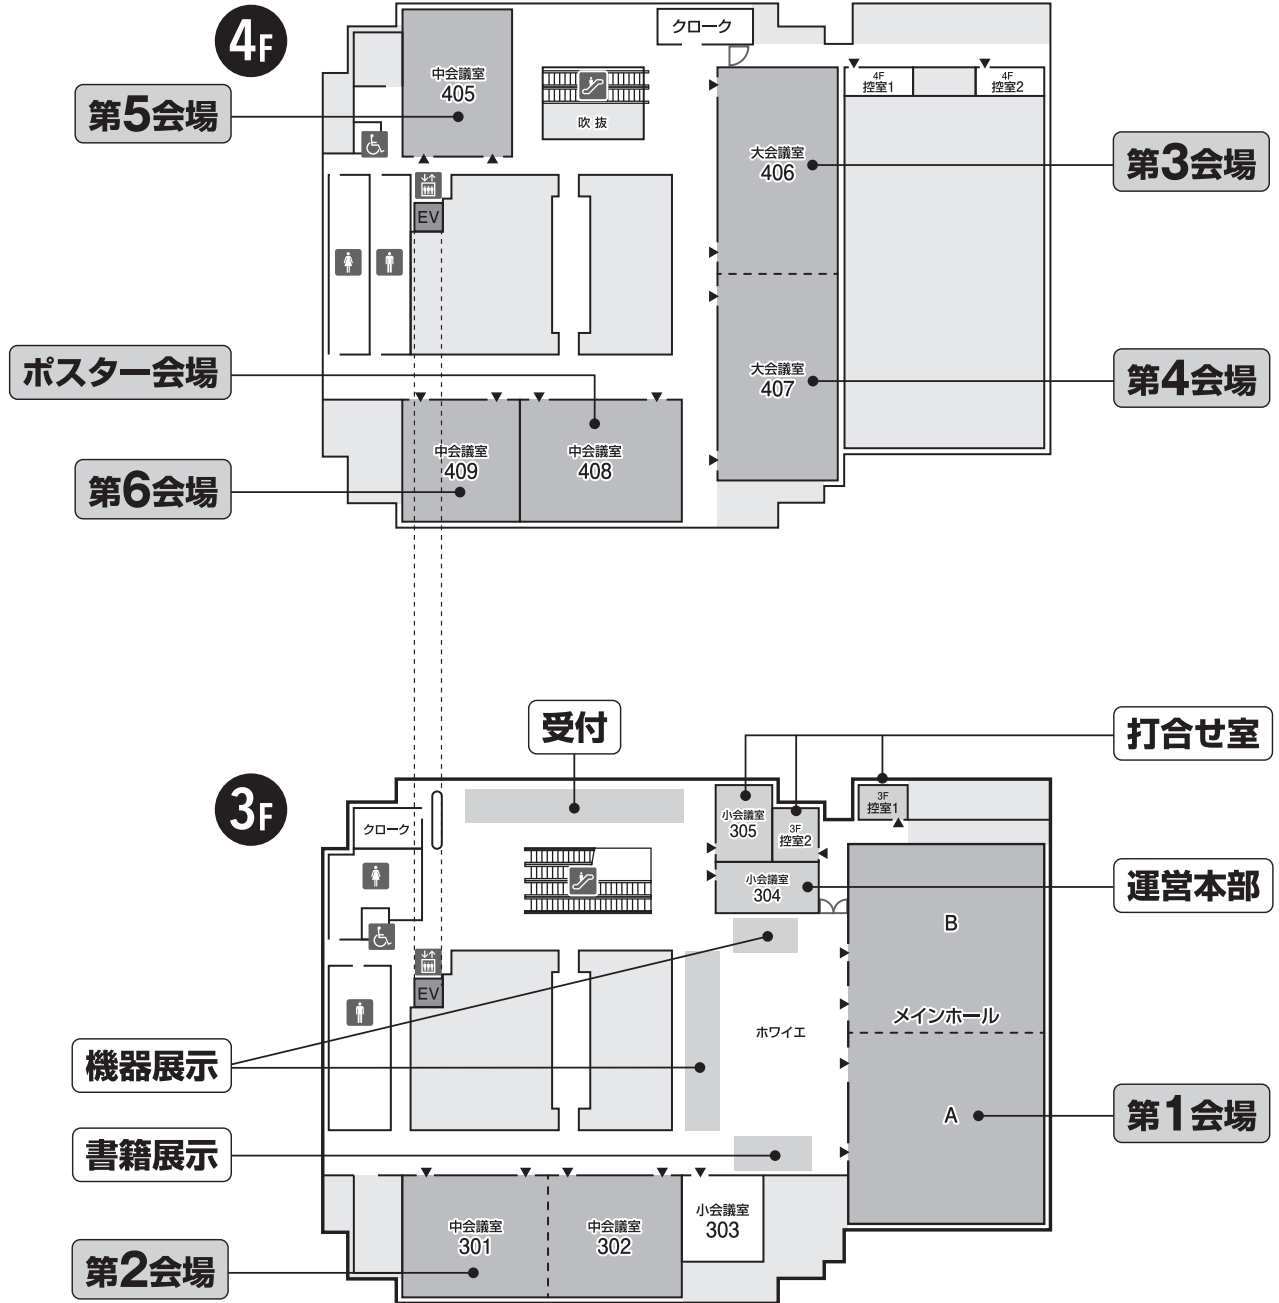 4F
クローク
中会議室
405
吹抜
4F
控室1
4F
控室2
第5会場
大会議室
406
第3会場
EV
ポスター会場
大会議室
407
第4会場
中会議室
409
中会議室
408
第6会場
受付
打合せ室
3F
3F
控室1
クローク
小会議室
305
3F
控室2
小会議室
304
運営本部
B
EV
メインホール
ホワイエ
機器展示
A
第1会場
書籍展示
中会議室
301
中会議室
302
小会議室
303
第2会場